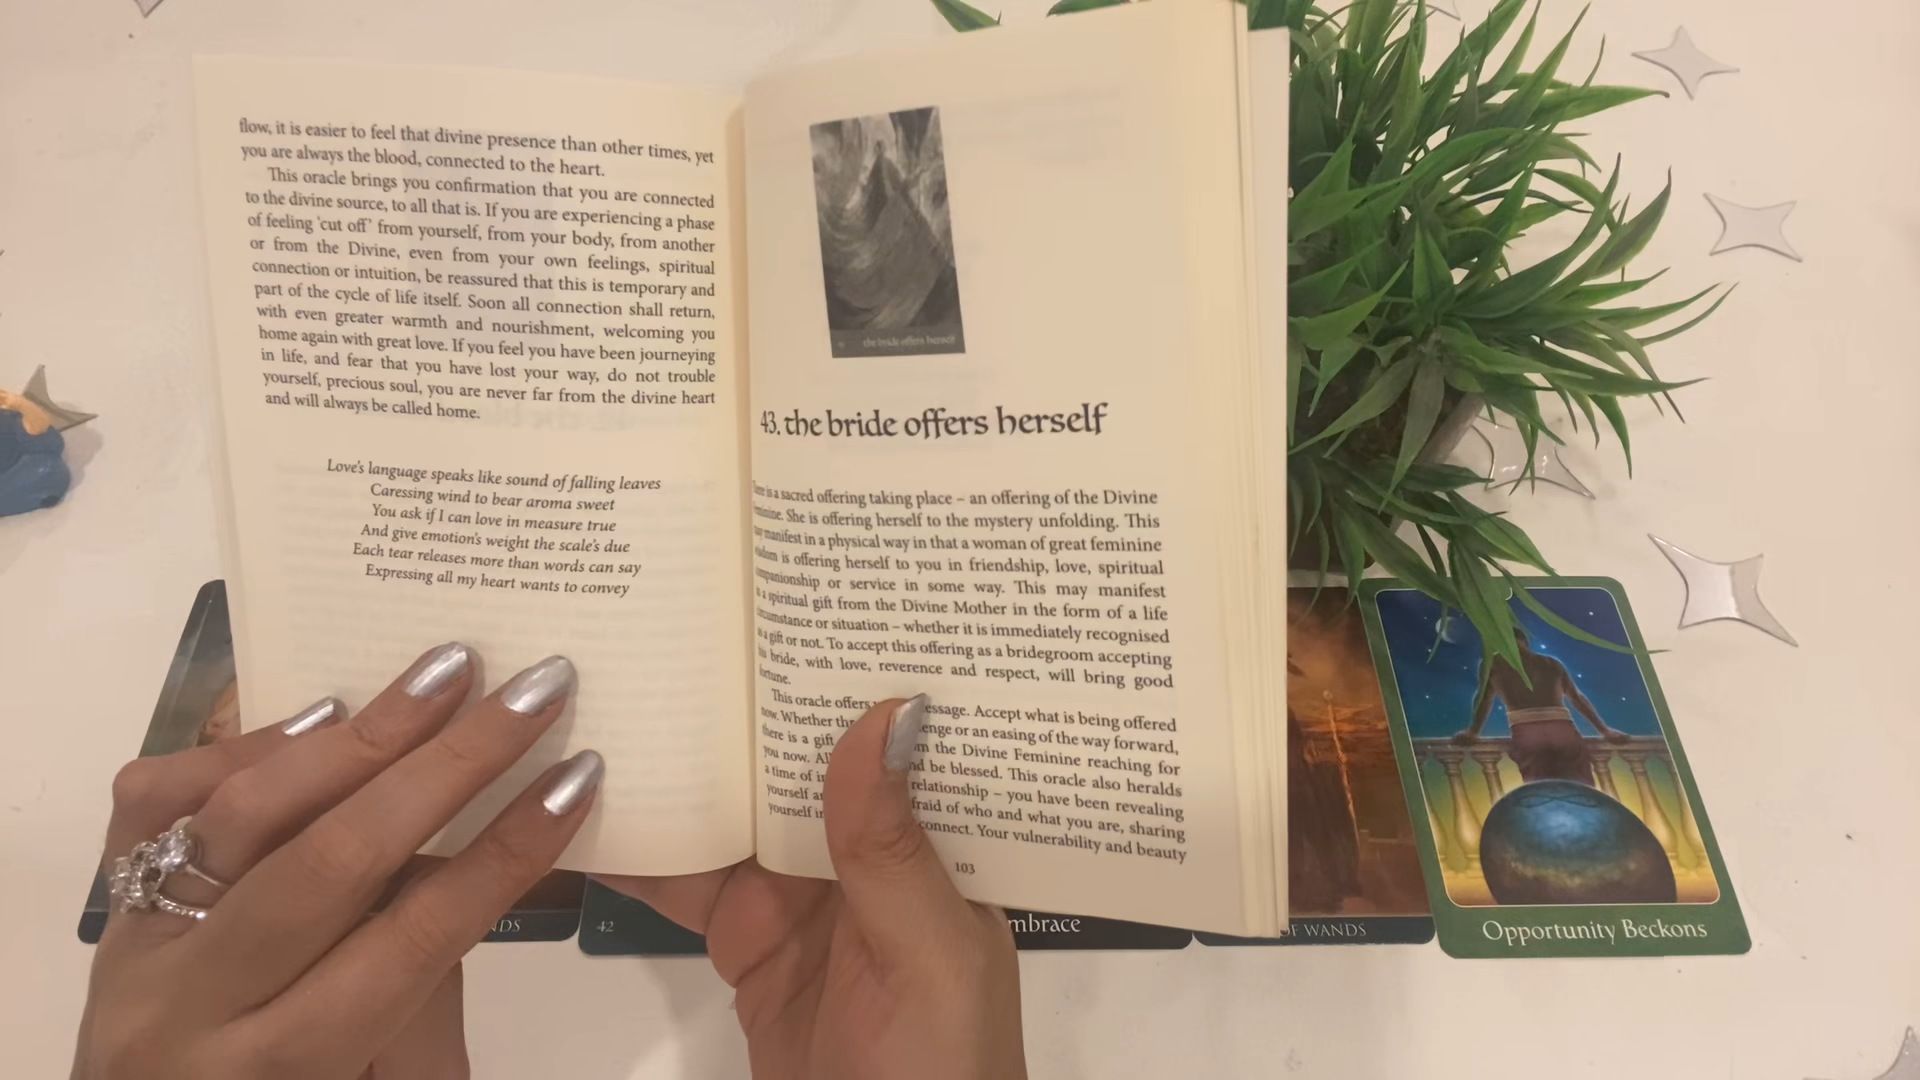 flow, it is easier to feel that divine presence than other times, yet
you are always the blood, connected to the heart.
This oracle brings you confirmation that you are connected
to the divine source, to all that is. If you are experiencing a phase
of feeling 'cut off' from yourself, from your body, from another
or from the Divine, even from your own feelings, spiritual
connection or intuition, be reassured that this is temporary and
part of the cycle of life itself. Soon all connection shall return,
with even greater warmth and nourishment, welcoming you
home again with great love. If you feel you have been journeying
in life, and fear that you have lost your way, do not trouble
yourself, precious soul, you are never far from the divine heart
and will always be called home.
Love's language speaks like sound of falling leaves
Caressing wind to bear aroma sweet
You ask if I can love in measure true
And give emotion's weight the scale's due
Each tear releases more than words can say
Expressing all my heart wants to convey
the bride offers herself
43. the bride offers herself
is a sacred offering taking place – an offering of the Divine
She is offering herself to the mystery unfolding. This
manifest in a physical way in that a woman of great feminine
is offering herself to you in friendship, love, spiritual
or service in some way. This may manifest
spiritual gift from the Divine Mother in the form of a life
or situation – whether it is immediately recognised
gift or not. To accept this offering as a bridegroom accepting
bride, with love, reverence and respect, will bring good
This oracle offers essage. Accept what is being offered
now. Whether enge or an easing of the way forward,
there is a gift the Divine Feminine reaching for
you now. nd be blessed. This oracle also heralds
a time of relationship – you have been revealing
yourself fraid of who and what you are, sharing
yourself connect. Your vulnerability and beauty
103
NDS
42
mbrace
OF WANDS
Opportunity Beckons